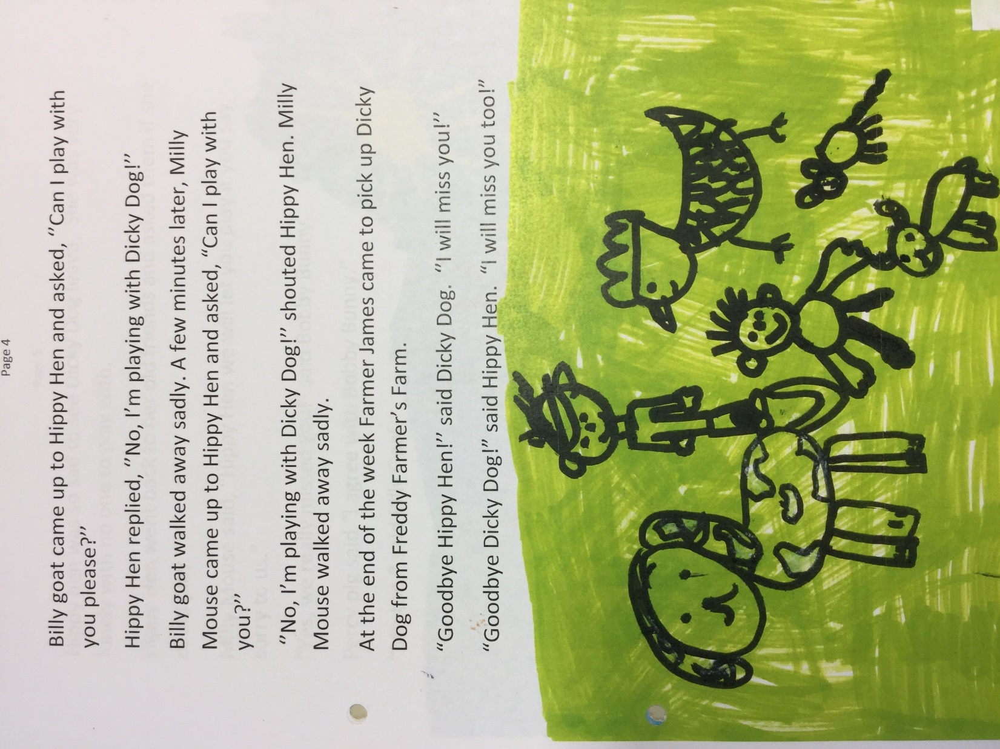 Page 4
Billy goat came up to Hippy Hen and asked, “Can I play with
you please?”
Hippy Hen replied, “No, I’m playing with Dicky Dog!”
Billy goat walked away sadly. A few minutes later, Milly
Mouse came up to Hippy Hen and asked, “Can I play with
you?”
“No, I’m playing with Dicky Dog!” shouted Hippy Hen. Milly
Mouse walked away sadly.
At the end of the week Farmer James came to pick up Dicky
Dog from Freddy Farmer’s Farm.
“Goodbye Hippy Hen!” said Dicky Dog. “I will miss you!”
“Goodbye Dicky Dog!” said Hippy Hen. “I will miss you too!”